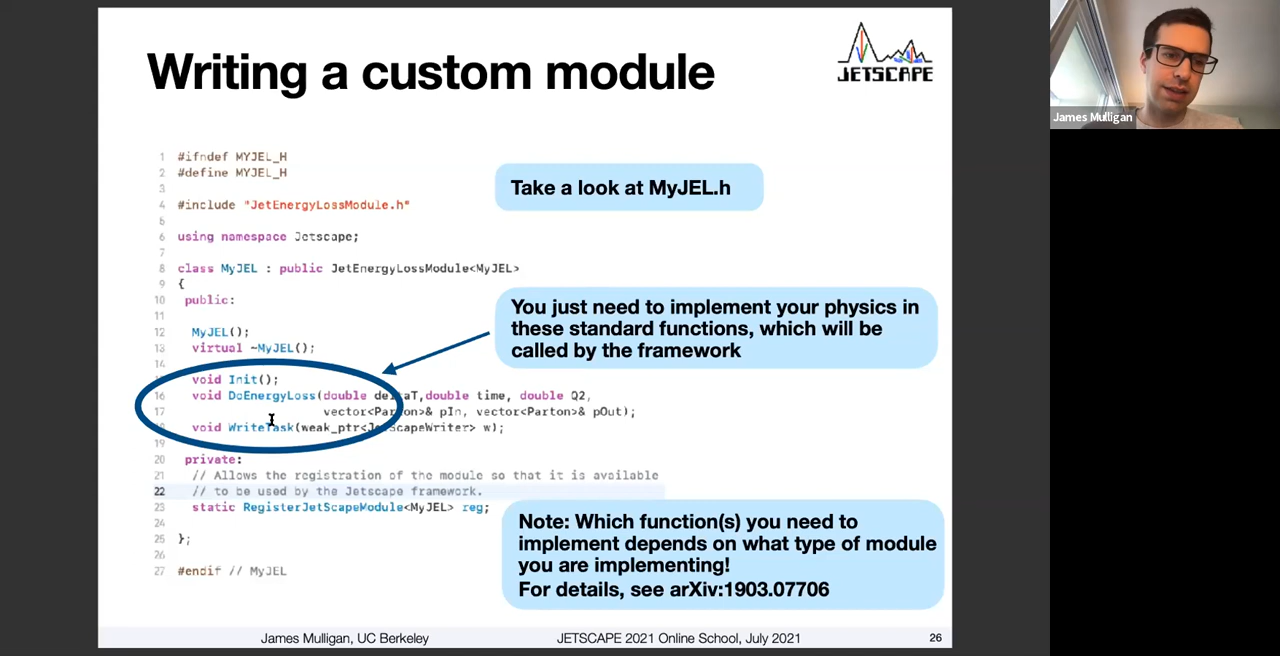 Writing a custom module
JETSCAPE
James Mulligan
1 #ifndef MYJEL_H
2 #define MYJEL_H
3
4 #include "JetEnergyLossModule.h"
5
6 using namespace Jetscape;
7
8 class MyJEL : public JetEnergyLossModule<MyJEL>
9 {
10 public:
11
12 MyJEL();
13 virtual ~MyJEL();
14
void Init();
16 void DoEnergyLoss(double deltaT,double time, double Q2,
17 vector<Parton>& pIn, vector<Parton>& pOut);
18 void WriteTask(weak_ptr<JetScapeWriter> w);
19
20 private:
21 // Allows the registration of the module so that it is available
22 // to be used by the Jetscape framework.
23 static RegisterJetScapeModule<MyJEL> reg;
24
25 };
26
27 #endif // MyJEL
Take a look at MyJEL.h
You just need to implement your physics in
these standard functions, which will be
called by the framework
Note: Which function(s) you need to
implement depends on what type of module
you are implementing!
For details, see arXiv:1903.07706
James Mulligan, UC Berkeley
JETSCAPE 2021 Online School, July 2021
26